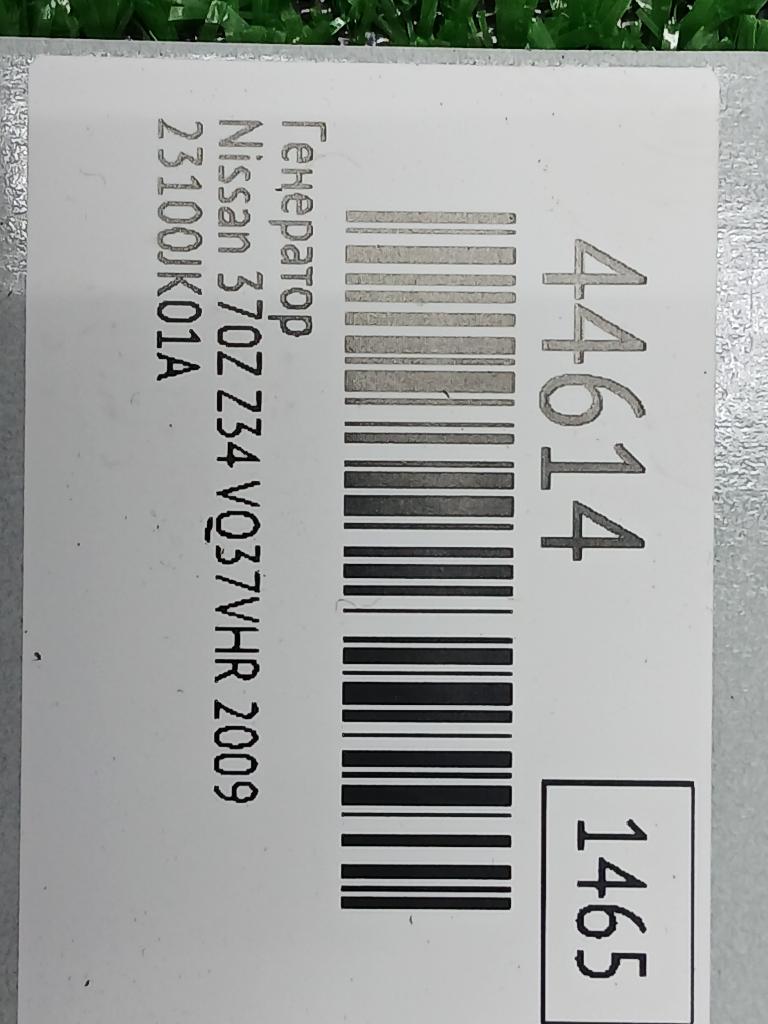 44614
1465
Генератор
Nissan 370Z Z34 VQ37VHR 2009
23100JK01A